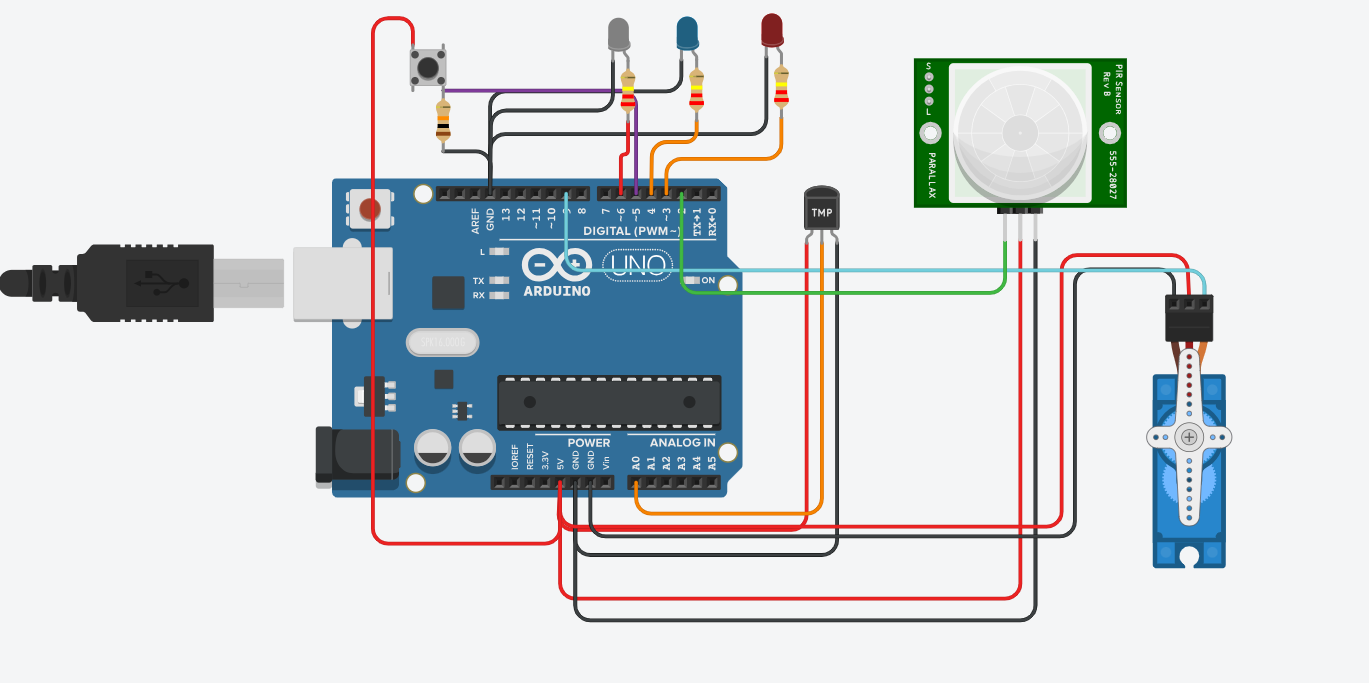 S
L
PIR SENSOR
REV B
PARALLAX
555-28027
TMP
AREF
GND
13
12
~11
~10
8
7
~6
~5
4
~3
2
TX→1
RX←0
DIGITAL (PWM~)
L
TX
RX
UNO
ARDUINO
ON
POWER
ANALOG IN
IOREF
RESET
3.3V
5V
GND
GND
Vin
A0
A1
A2
A3
A4
A5